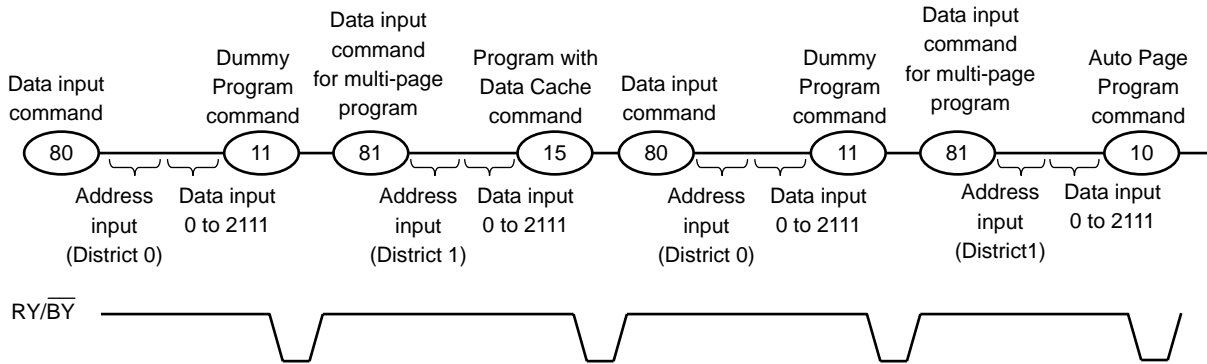 Data input
command
Dummy
Program
command
Data input
command
for multi-page
program
Program with
Data Cache
command
Data input
command
Dummy
Program
command
Data input
command
for multi-page
program
Auto Page
Program
command
80
11
81
15
80
11
81
10
Address
input
(District 0)
Data input
0 to 2111
Address
input
(District 1)
Data input
0 to 2111
Address
input
(District 0)
Data input
0 to 2111
Address
input
(District1)
Data input
0 to 2111
RY/B̅Y̅